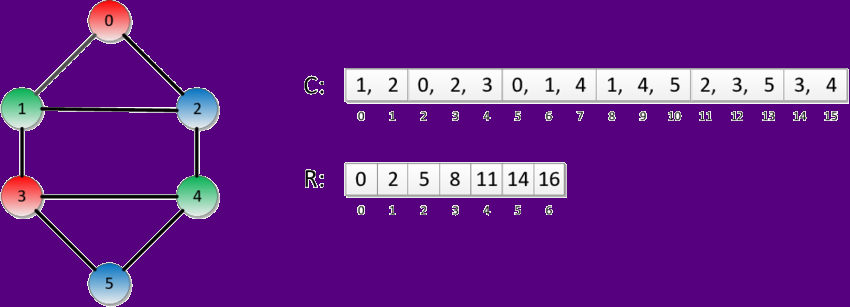 0
1 2
3 4
5
C: 1, 2 0, 2, 3 0, 1, 4 1, 4, 5 2, 3, 5 3, 4
0 1 2 3 4 5 6 7 8 9 10 11 12 13 14 15
R: 0 2 5 8 11 14 16
0 1 2 3 4 5 6